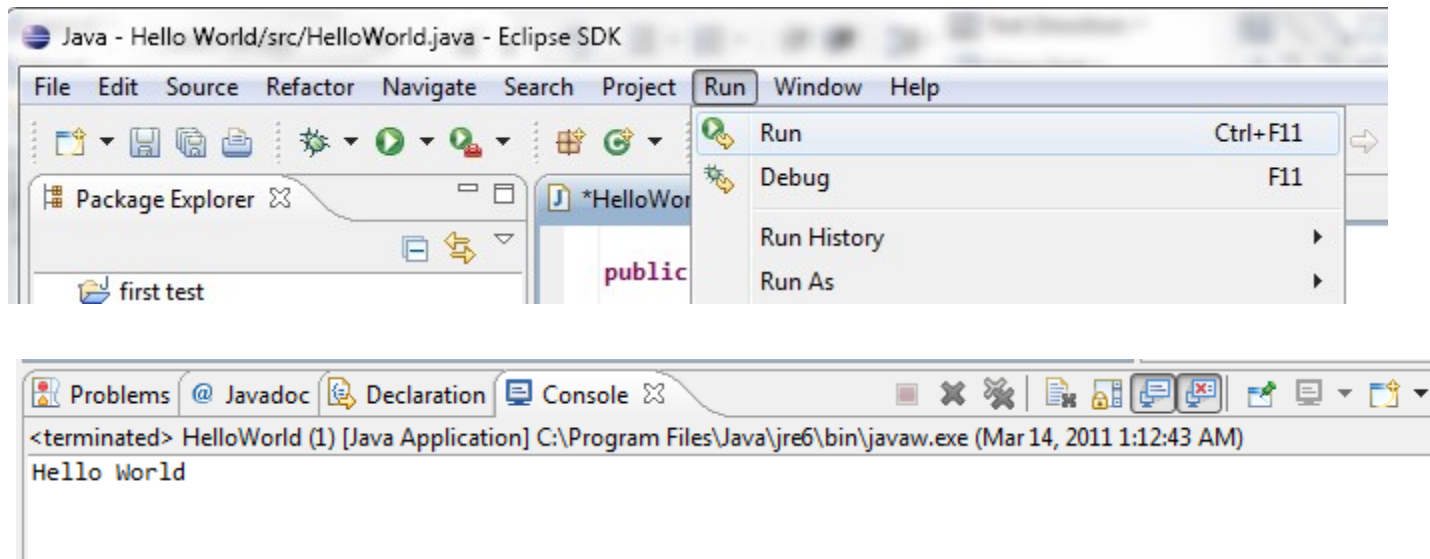 Java - Hello World/src/HelloWorld.java - Eclipse SDK
File Edit Source Refactor Navigate Search Project Run Window Help
Run Ctrl+F11
Package Explorer
*HelloWor
Debug F11
Run History
public
first test
Run As
Problems @ Javadoc Declaration Console
<terminated> HelloWorld (1) [Java Application] C:\Program Files\Java\jre6\bin\javaw.exe (Mar 14, 2011 1:12:43 AM)
Hello World